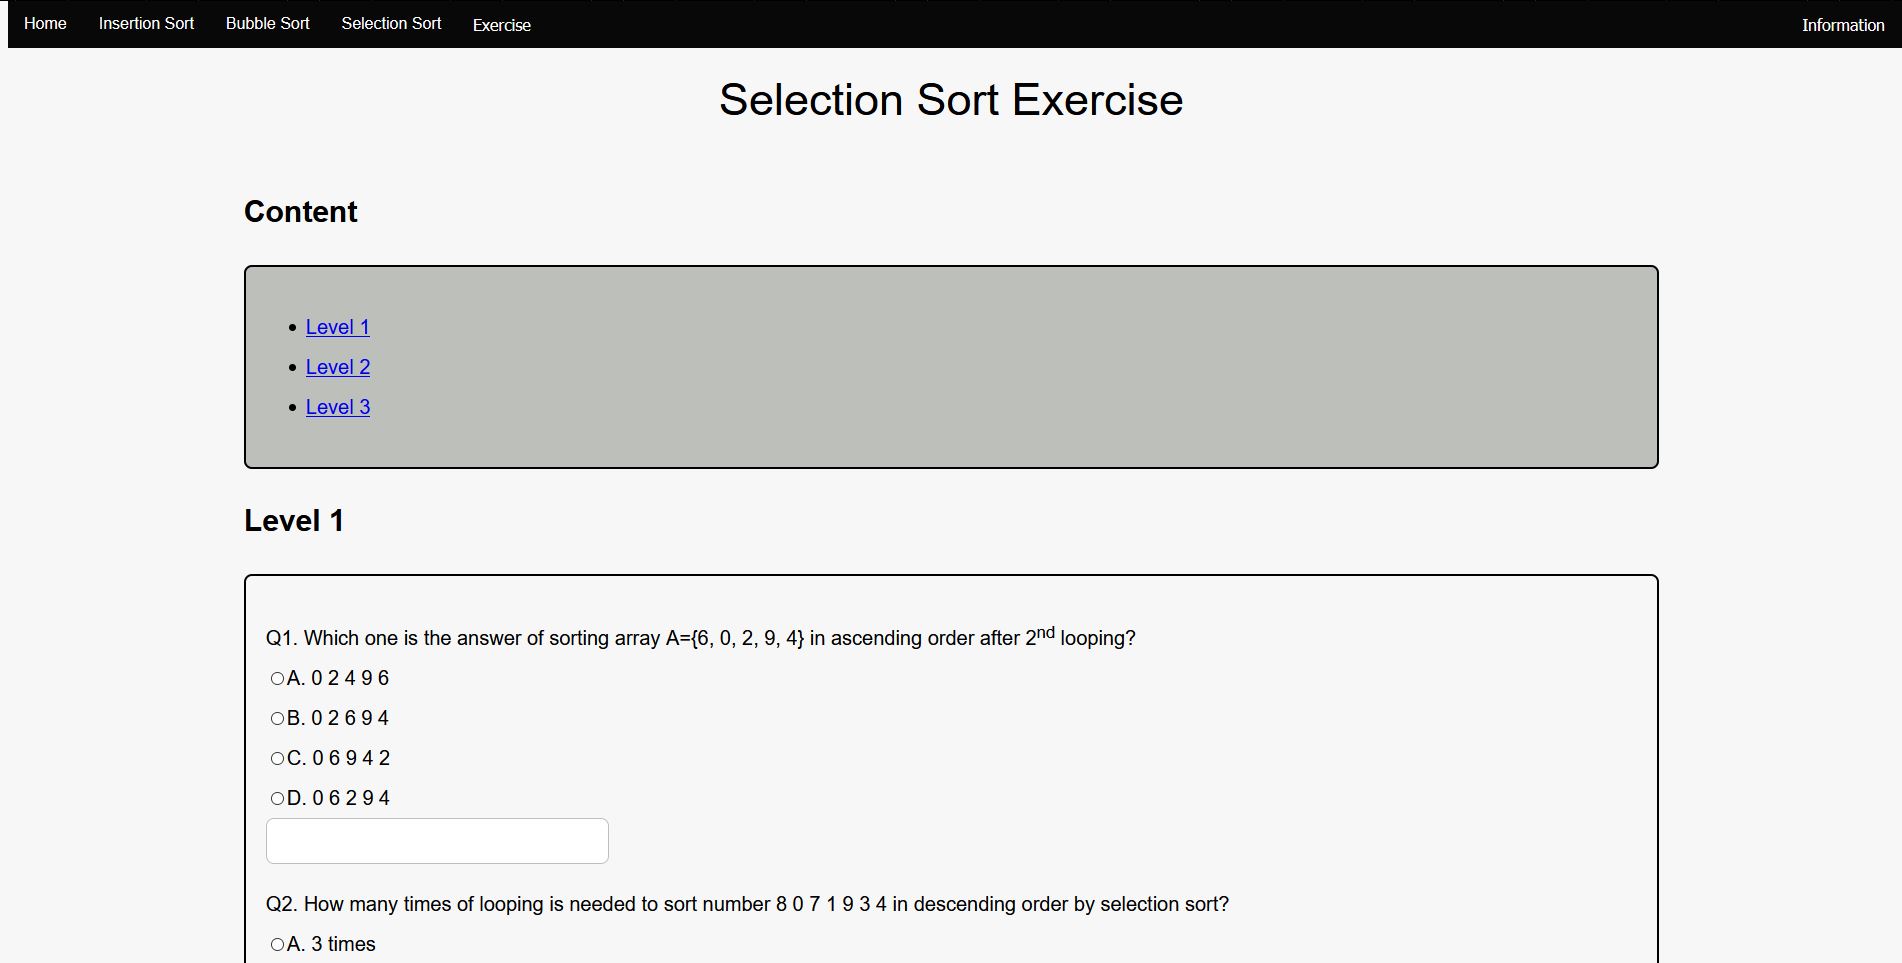 Home Insertion Sort Bubble Sort Selection Sort Exercise Information
Selection Sort Exercise
Content
Level 1
Level 2
Level 3
Level 1
Q1. Which one is the answer of sorting array A={6, 0, 2, 9, 4} in ascending order after 2nd looping?
A. 0 2 4 9 6
B. 0 2 6 9 4
C. 0 6 9 4 2
D. 0 6 2 9 4
Q2. How many times of looping is needed to sort number 8 0 7 1 9 3 4 in descending order by selection sort?
A. 3 times